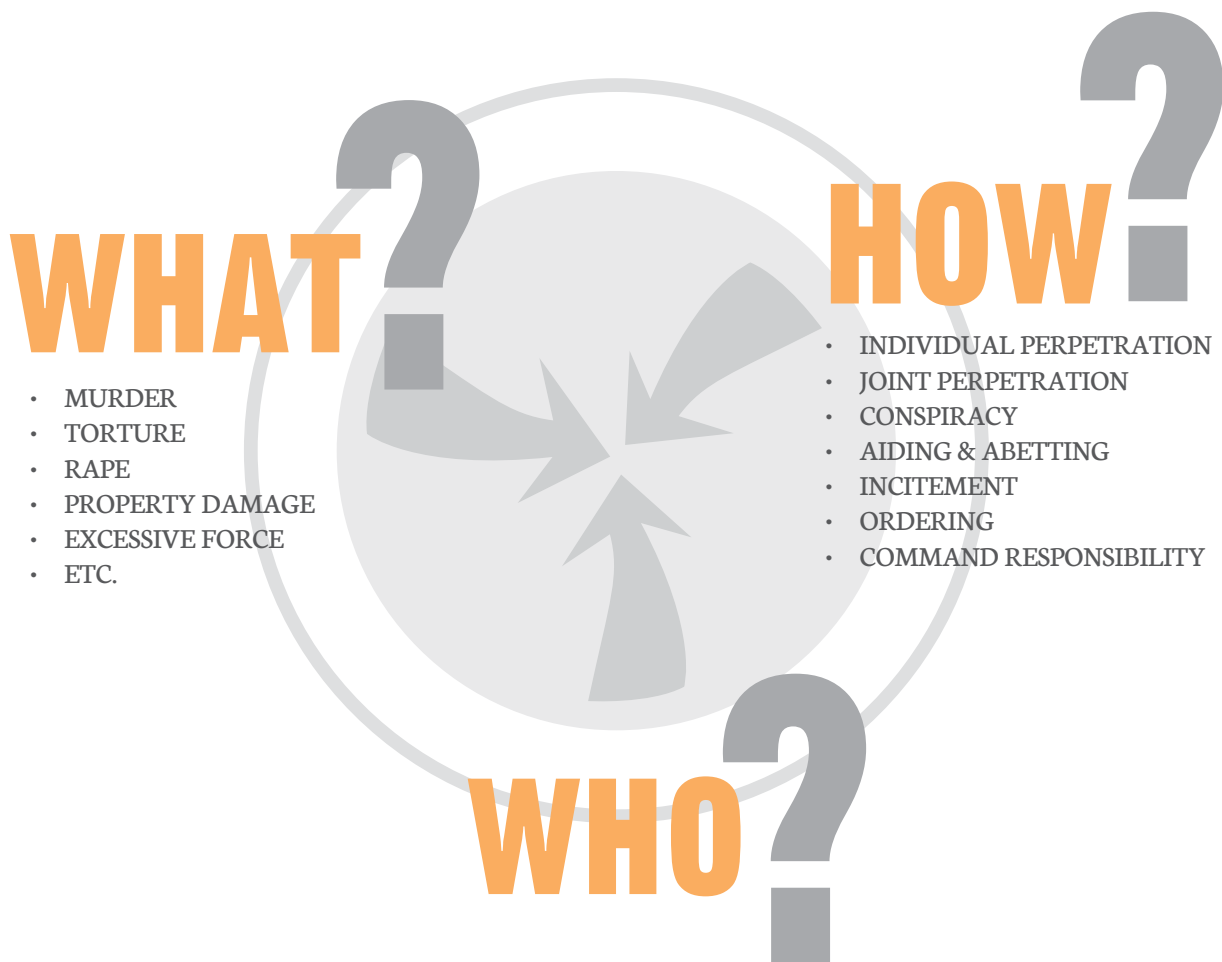 WHAT?
• MURDER
• TORTURE
• RAPE
• PROPERTY DAMAGE
• EXCESSIVE FORCE
• ETC.
HOW?
• INDIVIDUAL PERPETRATION
• JOINT PERPETRATION
• CONSPIRACY
• AIDING & ABETTING
• INCITEMENT
• ORDERING
• COMMAND RESPONSIBILITY
WHO?